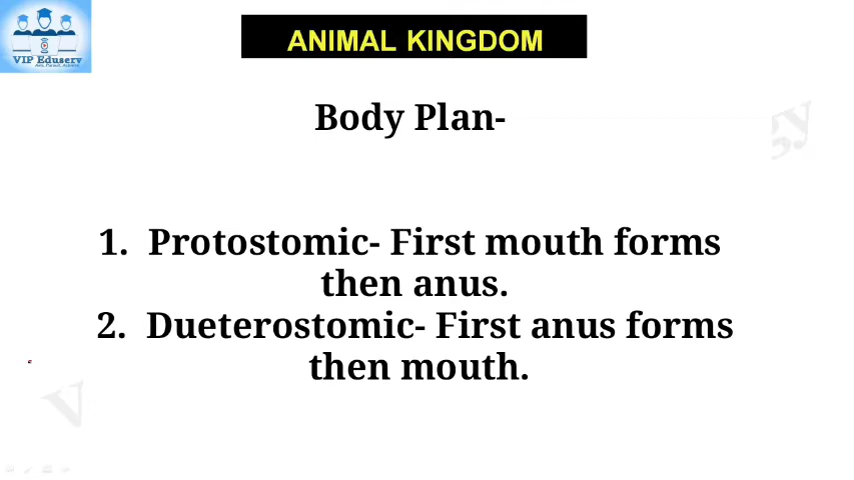 VIP Eduserv
ANIMAL KINGDOM
Body Plan-
1. Protostomic- First mouth forms
then anus.
2. Dueterostomic- First anus forms
then mouth.